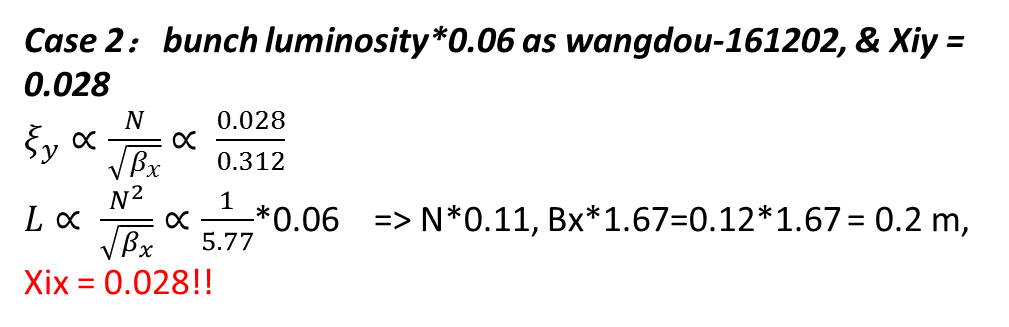 Case 2：bunch luminosity*0.06 as wangdou-161202, & Xiy =
0.028
ξ_y ∝ N/√β_x ∝ 0.028/0.312
L ∝ N²/√β_x ∝ 1/5.77*0.06 => N*0.11, Bx*1.67=0.12*1.67 = 0.2 m,
Xix = 0.028!!